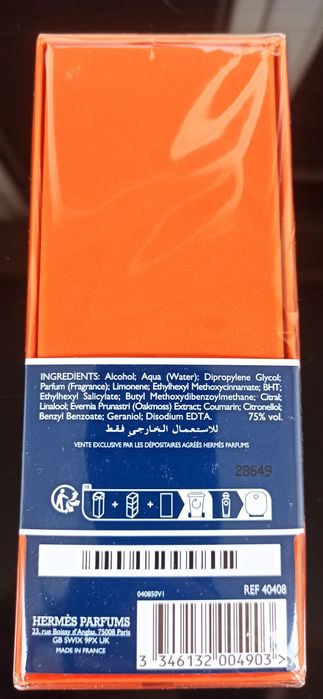 INGREDIENTS: Alcohol; Aqua (Water); Dipropylene Glycol;
Parfum (Fragrance); Limonene; Ethylhexyl Methoxycinnamate; BHT;
Ethylhexyl Salicylate; Butyl Methoxydibenzoylmethane; Citral;
Linalool; Evernia Prunastri (Oakmoss) Extract; Coumarin; Citronellol;
Benzyl Benzoate; Geraniol; Disodium EDTA. 75% vol.
للاستعمال الخارجي فقط
VENTE EXCLUSIVE PAR LES DÉPOSITAIRES AGRÉÉS HERMÈS PARFUMS
28649
040850V1
REF 40408
HERMÈS PARFUMS
23, rue Boissy d'Anglas, 75008 Paris
GB SW1X 9PX UK
MADE IN FRANCE
3 346132 004903 >